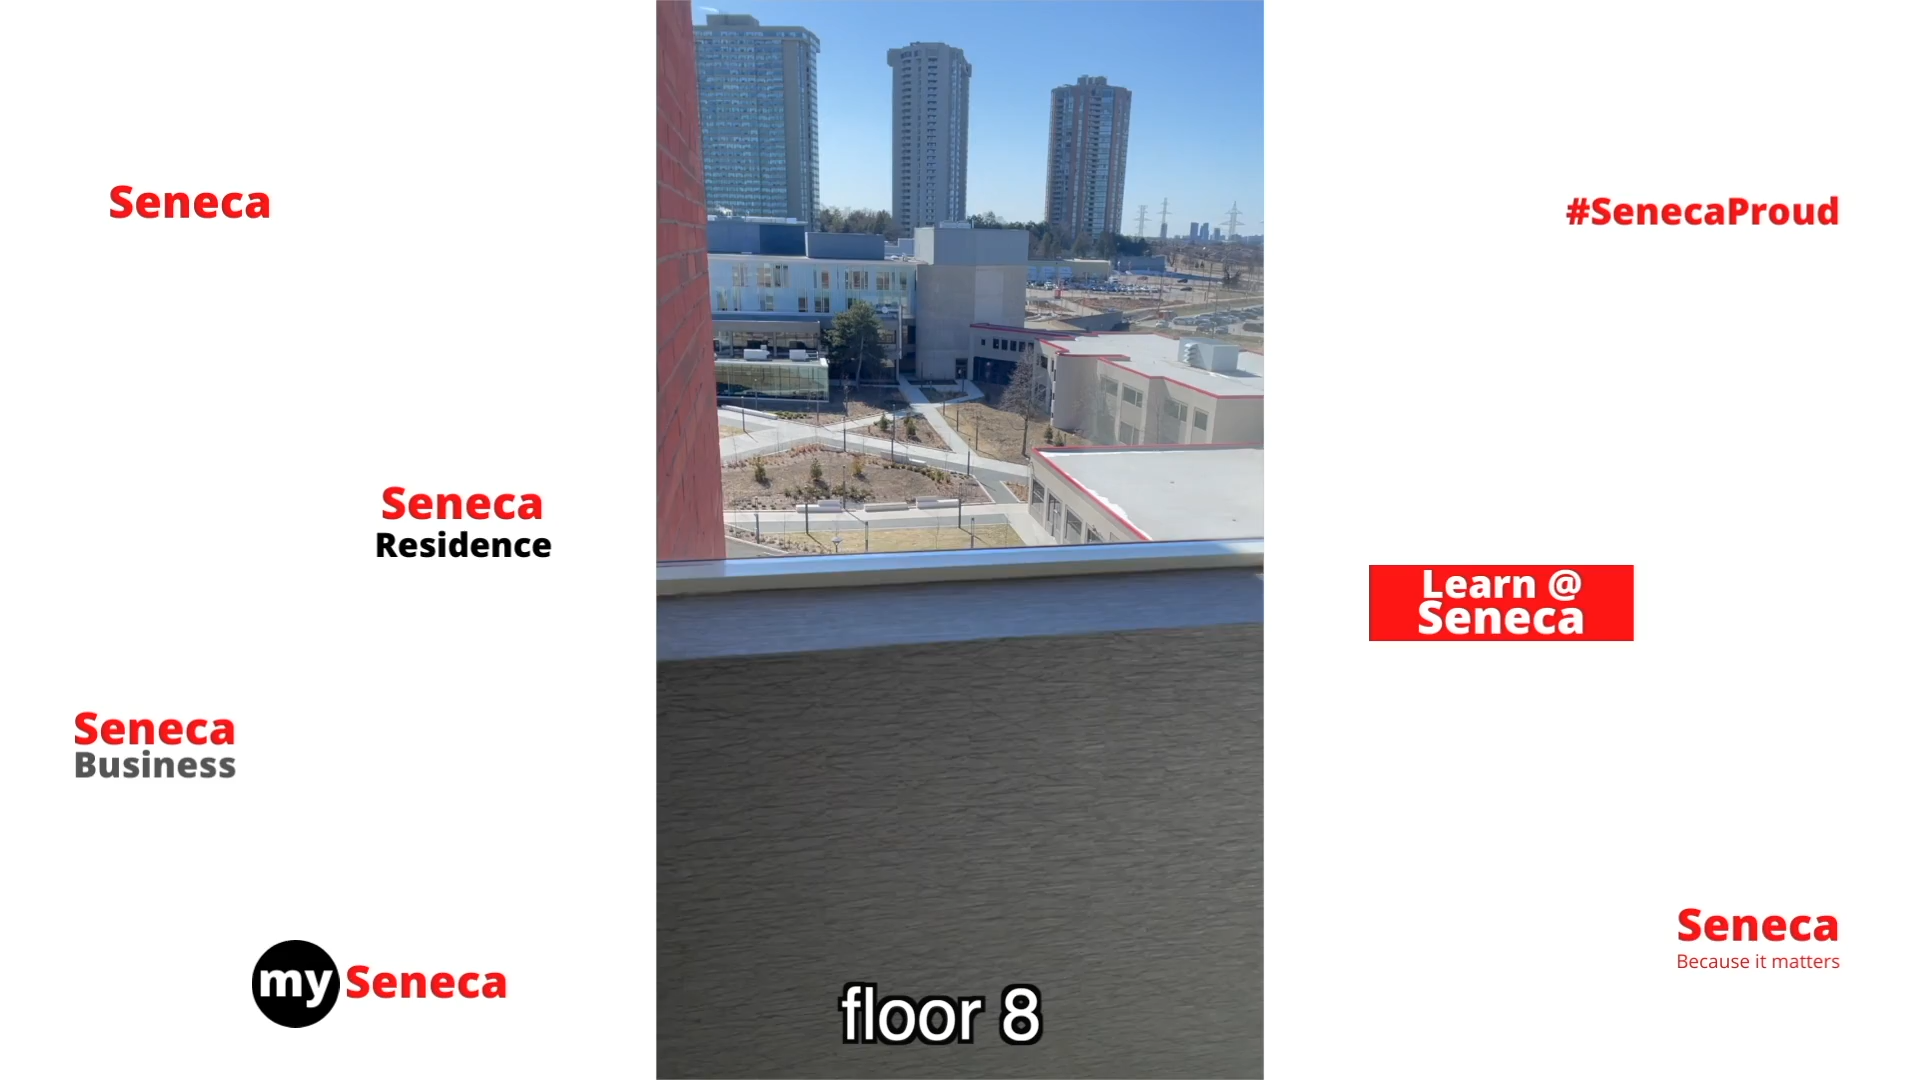 Seneca
#SenecaProud
Seneca
Residence
Learn @
Seneca
Seneca
Business
Seneca
Because it matters
my Seneca
floor 8